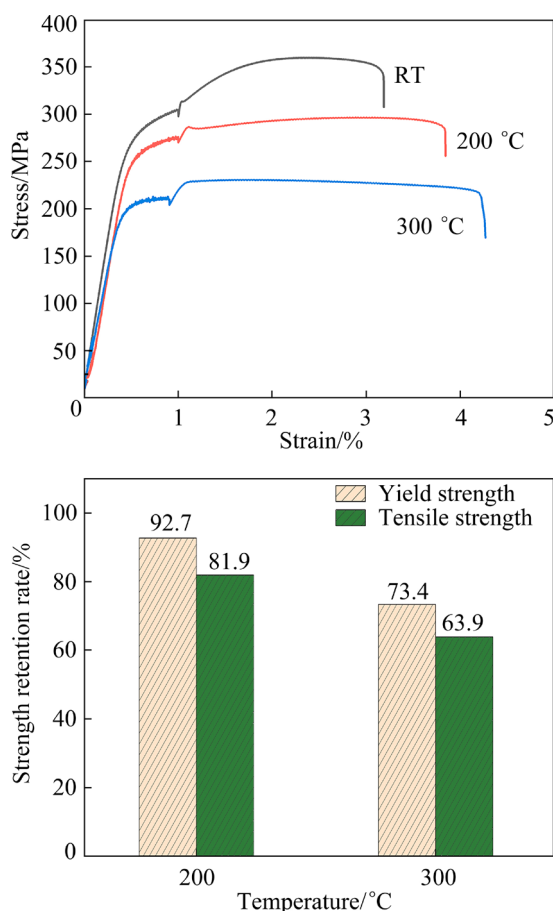 400
350
300
250
200
150
100
50
0
Stress/MPa
RT
200 °C
300 °C
1
2
3
4
5
Strain/%
Yield strength
Tensile strength
100
80
60
40
20
0
Strength retention rate/%
92.7
81.9
73.4
63.9
200
300
Temperature/°C